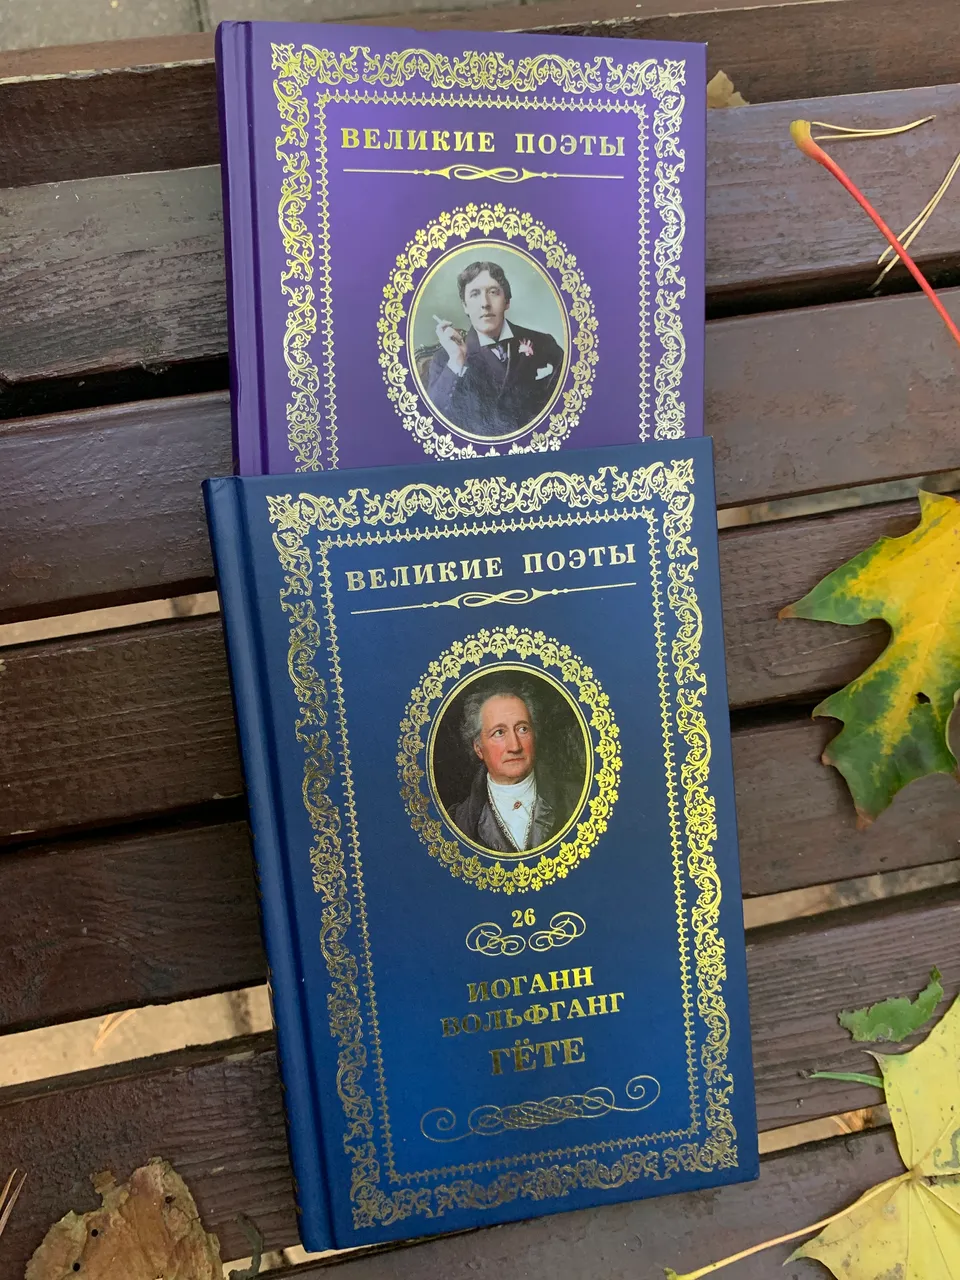 ВЕЛИКИЕ ПОЭТЫ
ВЕЛИКИЕ ПОЭТЫ
26
ИОГАНН
ВОЛЬФГАНГ
ГЁТЕ